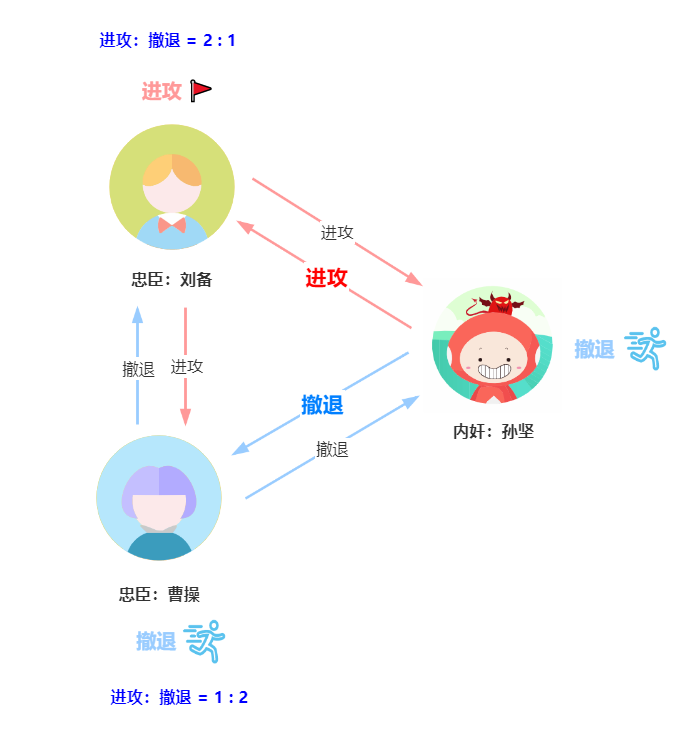 进攻：撤退 = 2 : 1
进攻
进攻
进攻
忠臣：刘备
撤退
进攻
撤退
撤退
内奸：孙坚
撤退
忠臣：曹操
撤退
进攻：撤退 = 1 : 2